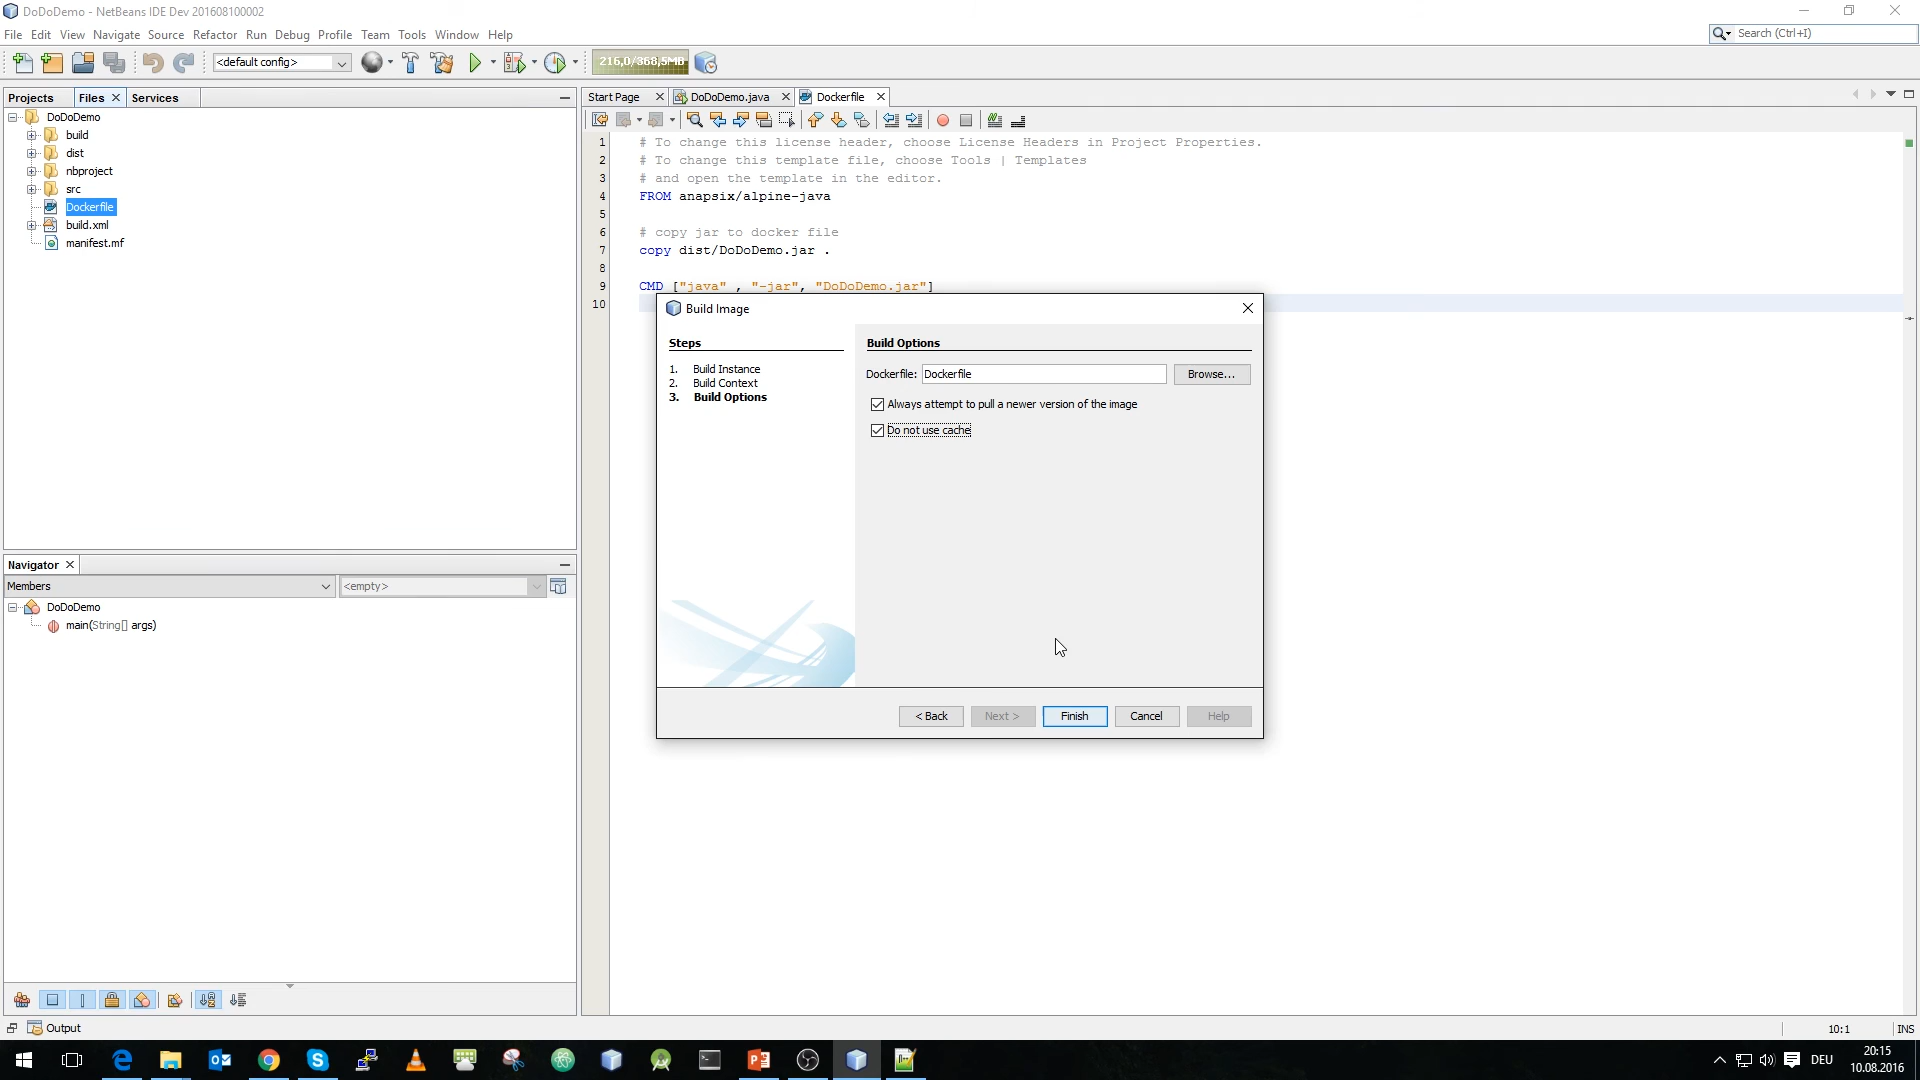 DoDoDemo - NetBeans IDE Dev 201608100002
File Edit View Navigate Source Refactor Run Debug Profile Team Tools Window Help
Search (Ctrl+I)
<default config>
216,0/368,5MB
Projects Files Services
DoDoDemo
build
dist
nbproject
src
Dockerfile
build.xml
manifest.mf
Start Page DoDoDemo.java Dockerfile
1 # To change this license header, choose License Headers in Project Properties.
2 # To change this template file, choose Tools | Templates
3 # and open the template in the editor.
4 FROM anapsix/alpine-java
5
6 # copy jar to docker file
7 copy dist/DoDoDemo.jar .
8
9 CMD ["java" , "-jar", "DoDoDemo.jar"]
10
Build Image
Steps
1. Build Instance
2. Build Context
3. Build Options
Build Options
Dockerfile: Dockerfile Browse...
Always attempt to pull a newer version of the image
Do not use cache
< Back Next > Finish Cancel Help
Navigator
Members <empty>
DoDoDemo
main(String[] args)
Output
10:1 INS
DEU
20:15
10.08.2016